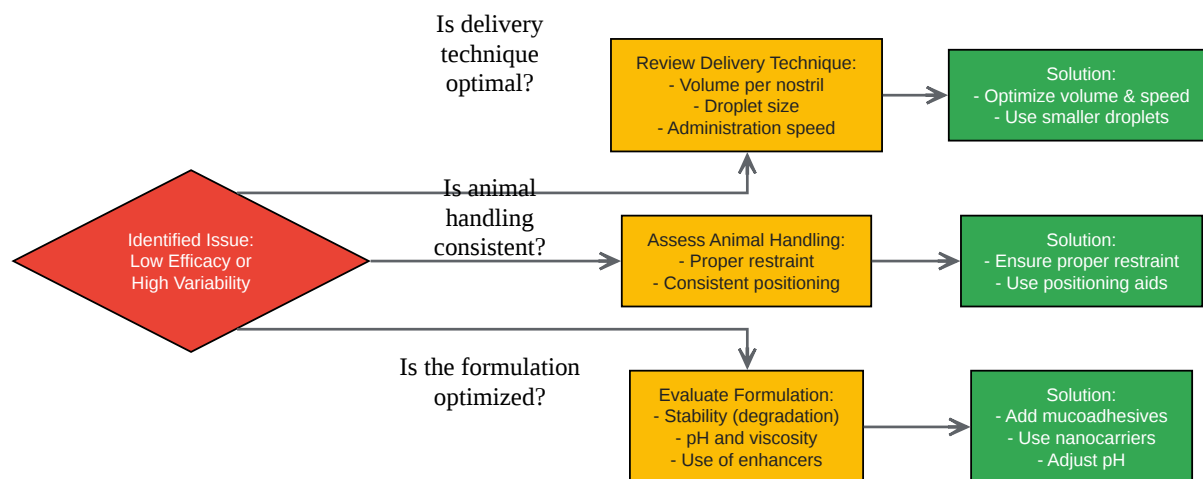 Is delivery
technique
optimal?
Review Delivery Technique:
- Volume per nostril
- Droplet size
- Administration speed
Solution:
- Optimize volume & speed
- Use smaller droplets
Identified Issue:
Low Efficacy or
High Variability
Is animal
handling
consistent?
Assess Animal Handling:
- Proper restraint
- Consistent positioning
Solution:
- Ensure proper restraint
- Use positioning aids
Is the formulation
optimized?
Evaluate Formulation:
- Stability (degradation)
- pH and viscosity
- Use of enhancers
Solution:
- Add mucoadhesives
- Use nanocarriers
- Adjust pH